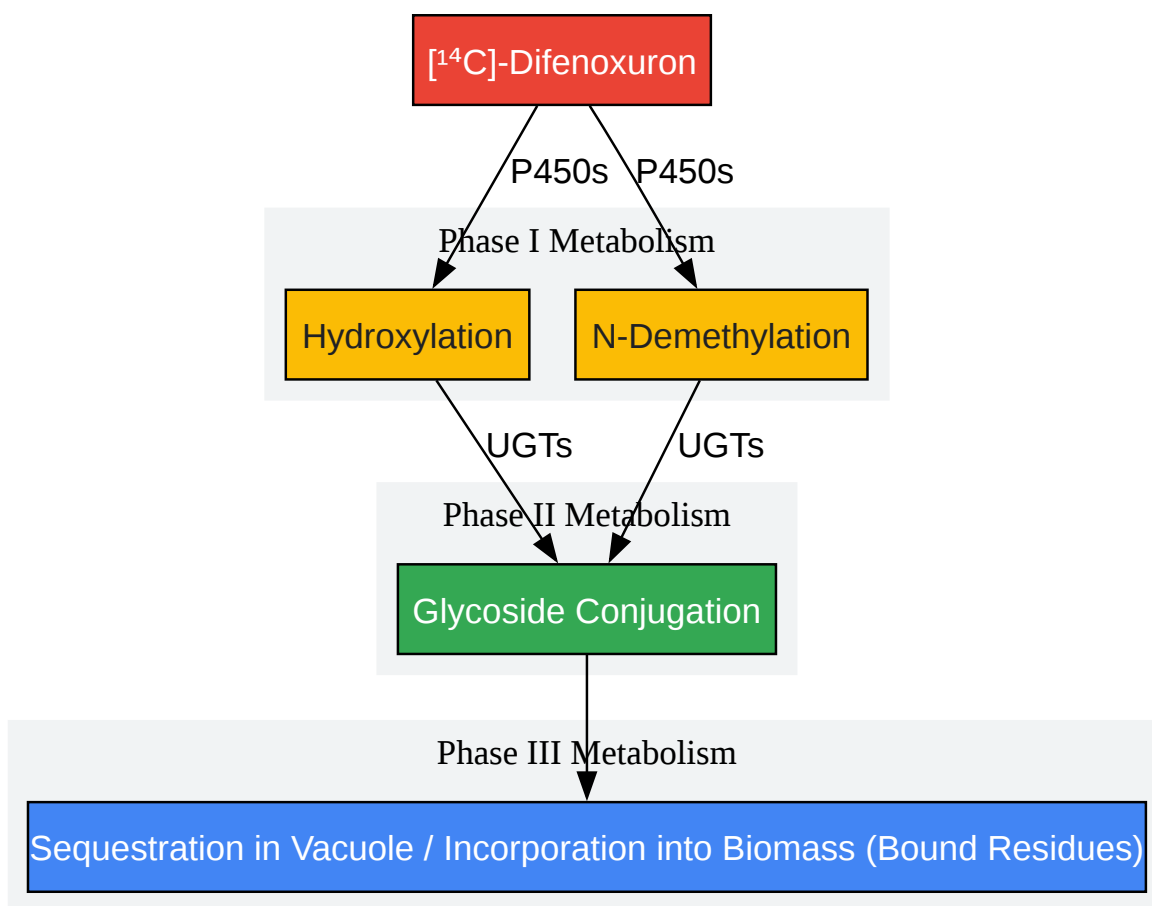 [¹⁴C]-Difenoxuron
P450s P450s
Phase I Metabolism
Hydroxylation N-Demethylation
UGTs UGTs
Phase II Metabolism
Glycoside Conjugation
Phase III Metabolism
Sequestration in Vacuole / Incorporation into Biomass (Bound Residues)